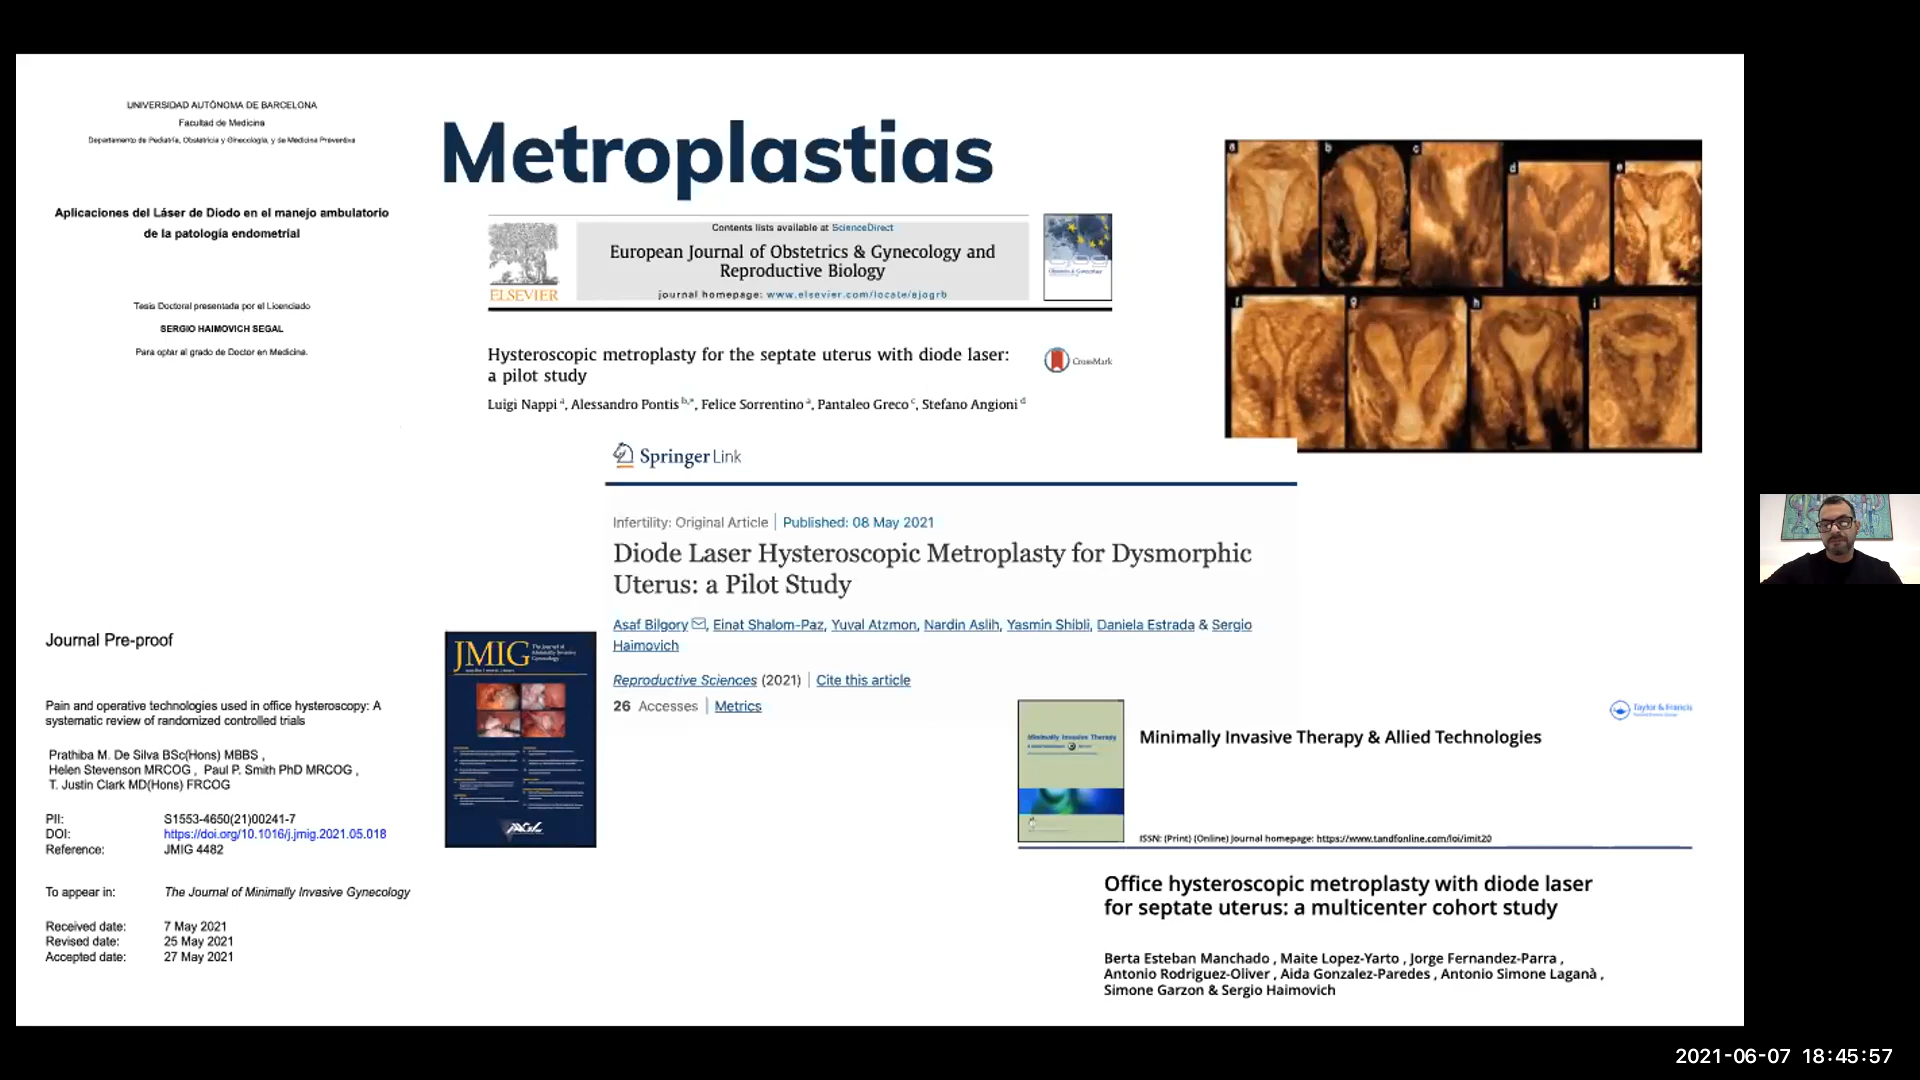 UNIVERSIDAD AUTÓNOMA DE BARCELONA
Facultad de Medicina
Departamento de Pediatría, Obstetricia y Ginecología, y de Medicina Preventiva
Aplicaciones del Láser de Diodo en el manejo ambulatorio
de la patología endometrial
Tesis Doctoral presentada por el Licenciado
SERGIO HAIMOVICH SEGAL
Para optar al grado de Doctor en Medicina.
Metroplastias
Contents lists available at ScienceDirect
European Journal of Obstetrics & Gynecology and
Reproductive Biology
journal homepage: www.elsevier.com/locate/ejogrb
ELSEVIER
Hysteroscopic metroplasty for the septate uterus with diode laser:
a pilot study
CrossMark
Luigi Nappi a, Alessandro Pontis b,*, Felice Sorrentino a, Pantaleo Greco c, Stefano Angioni d
a b c d e
f g h i
Springer Link
Infertility: Original Article | Published: 08 May 2021
Diode Laser Hysteroscopic Metroplasty for Dysmorphic
Uterus: a Pilot Study
Asaf Bilgory, Einat Shalom-Paz, Yuval Atzmon, Nardin Aslih, Yasmin Shibli, Daniela Estrada & Sergio
Haimovich
Reproductive Sciences (2021) | Cite this article
26 Accesses | Metrics
Journal Pre-proof
Pain and operative technologies used in office hysteroscopy: A
systematic review of randomized controlled trials
Prathiba M. De Silva BSc(Hons) MBBS ,
Helen Stevenson MRCOG , Paul P. Smith PhD MRCOG ,
T. Justin Clark MD(Hons) FRCOG
PII: S1553-4650(21)00241-7
DOI: https://doi.org/10.1016/j.jmig.2021.05.018
Reference: JMIG 4482
To appear in: The Journal of Minimally Invasive Gynecology
Received date: 7 May 2021
Revised date: 25 May 2021
Accepted date: 27 May 2021
JMIG The Journal of
Minimally Invasive
Gynecology
AAGL
Minimally Invasive Therapy
Taylor & Francis
Minimally Invasive Therapy & Allied Technologies
ISSN: (Print) (Online) Journal homepage: https://www.tandfonline.com/loi/imit20
Office hysteroscopic metroplasty with diode laser
for septate uterus: a multicenter cohort study
Berta Esteban Manchado , Maite Lopez-Yarto , Jorge Fernandez-Parra ,
Antonio Rodriguez-Oliver , Aida Gonzalez-Paredes , Antonio Simone Laganà ,
Simone Garzon & Sergio Haimovich
2021-06-07 18:45:57